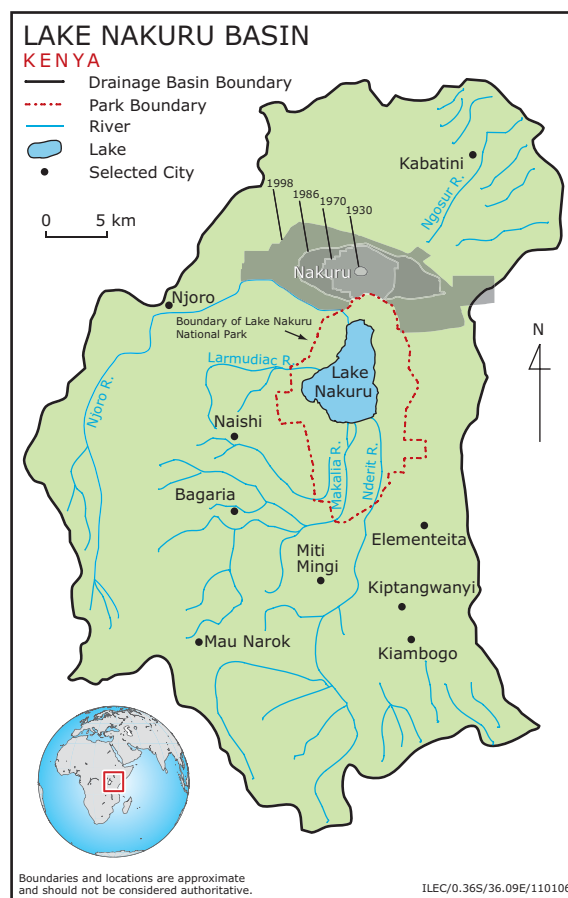 LAKE NAKURU BASIN
KENYA
Drainage Basin Boundary
Park Boundary
River
Lake
Selected City
0 5 km
Kabatini
Ngosur R.
1998
1986
1970
1930
Nakuru
Njoro
Boundary of Lake Nakuru
National Park
N
Larmudiac R.
Lake
Nakuru
Njoro R.
Naishi
Makalia R.
Nderit R.
Bagaria
Elementeita
Miti
Mingi
Kiptangwanyi
Mau Narok
Kiambogo
Boundaries and locations are approximate
and should not be considered authoritative.
ILEC/0.36S/36.09E/110106